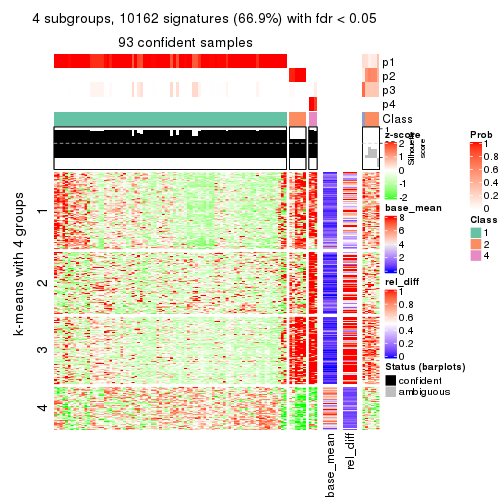 4 subgroups, 10162 signatures (66.9%) with fdr < 0.05
93 confident samples
p1
p2
p3
p4
Class
1
Silhouette
score
z-score
2
1
0
-1
-2
Prob
1
0.8
0.6
0.4
0.2
0
base_mean
8
6
4
2
0
Class
1
2
4
rel_diff
1
0.8
0.6
0.4
0.2
0
Status (barplots)
confident
ambiguous
k-means with 4 groups
1
2
3
4
base_mean
rel_diff